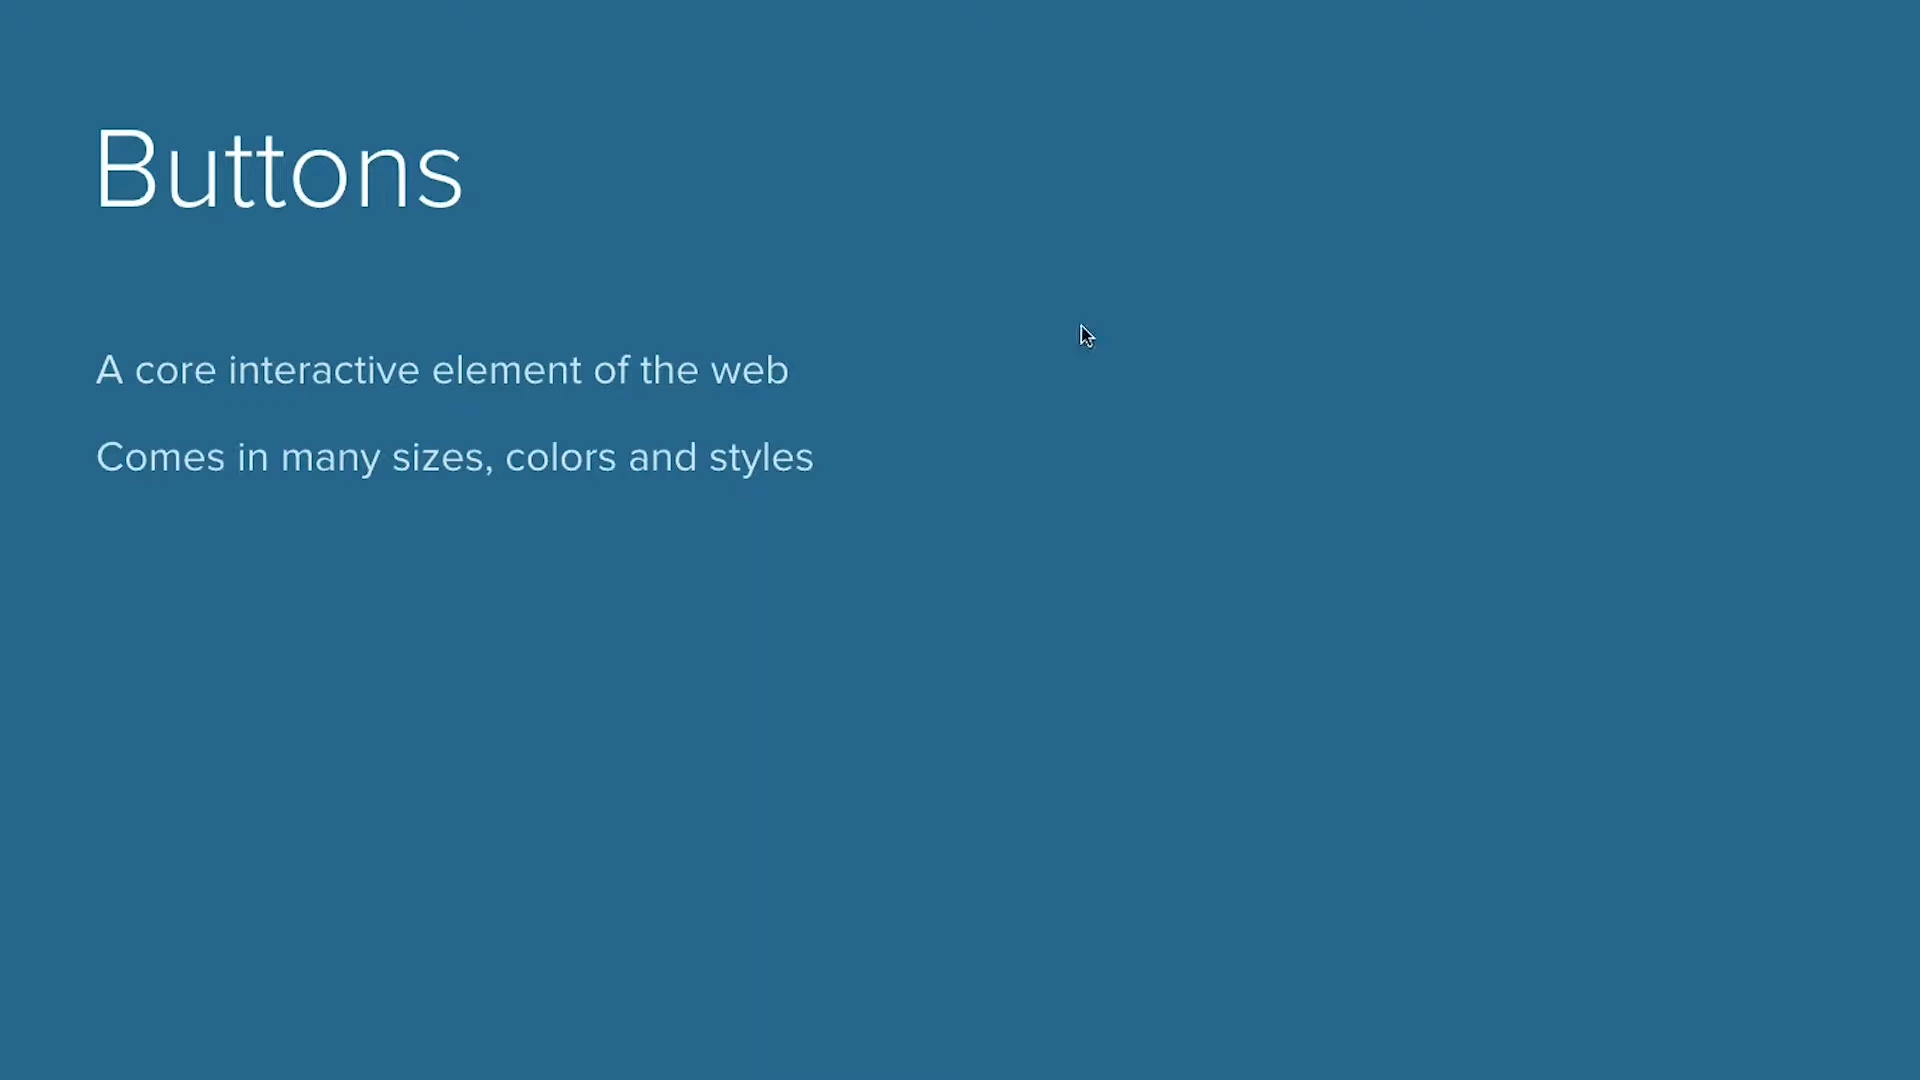 Buttons
A core interactive element of the web
Comes in many sizes, colors and styles